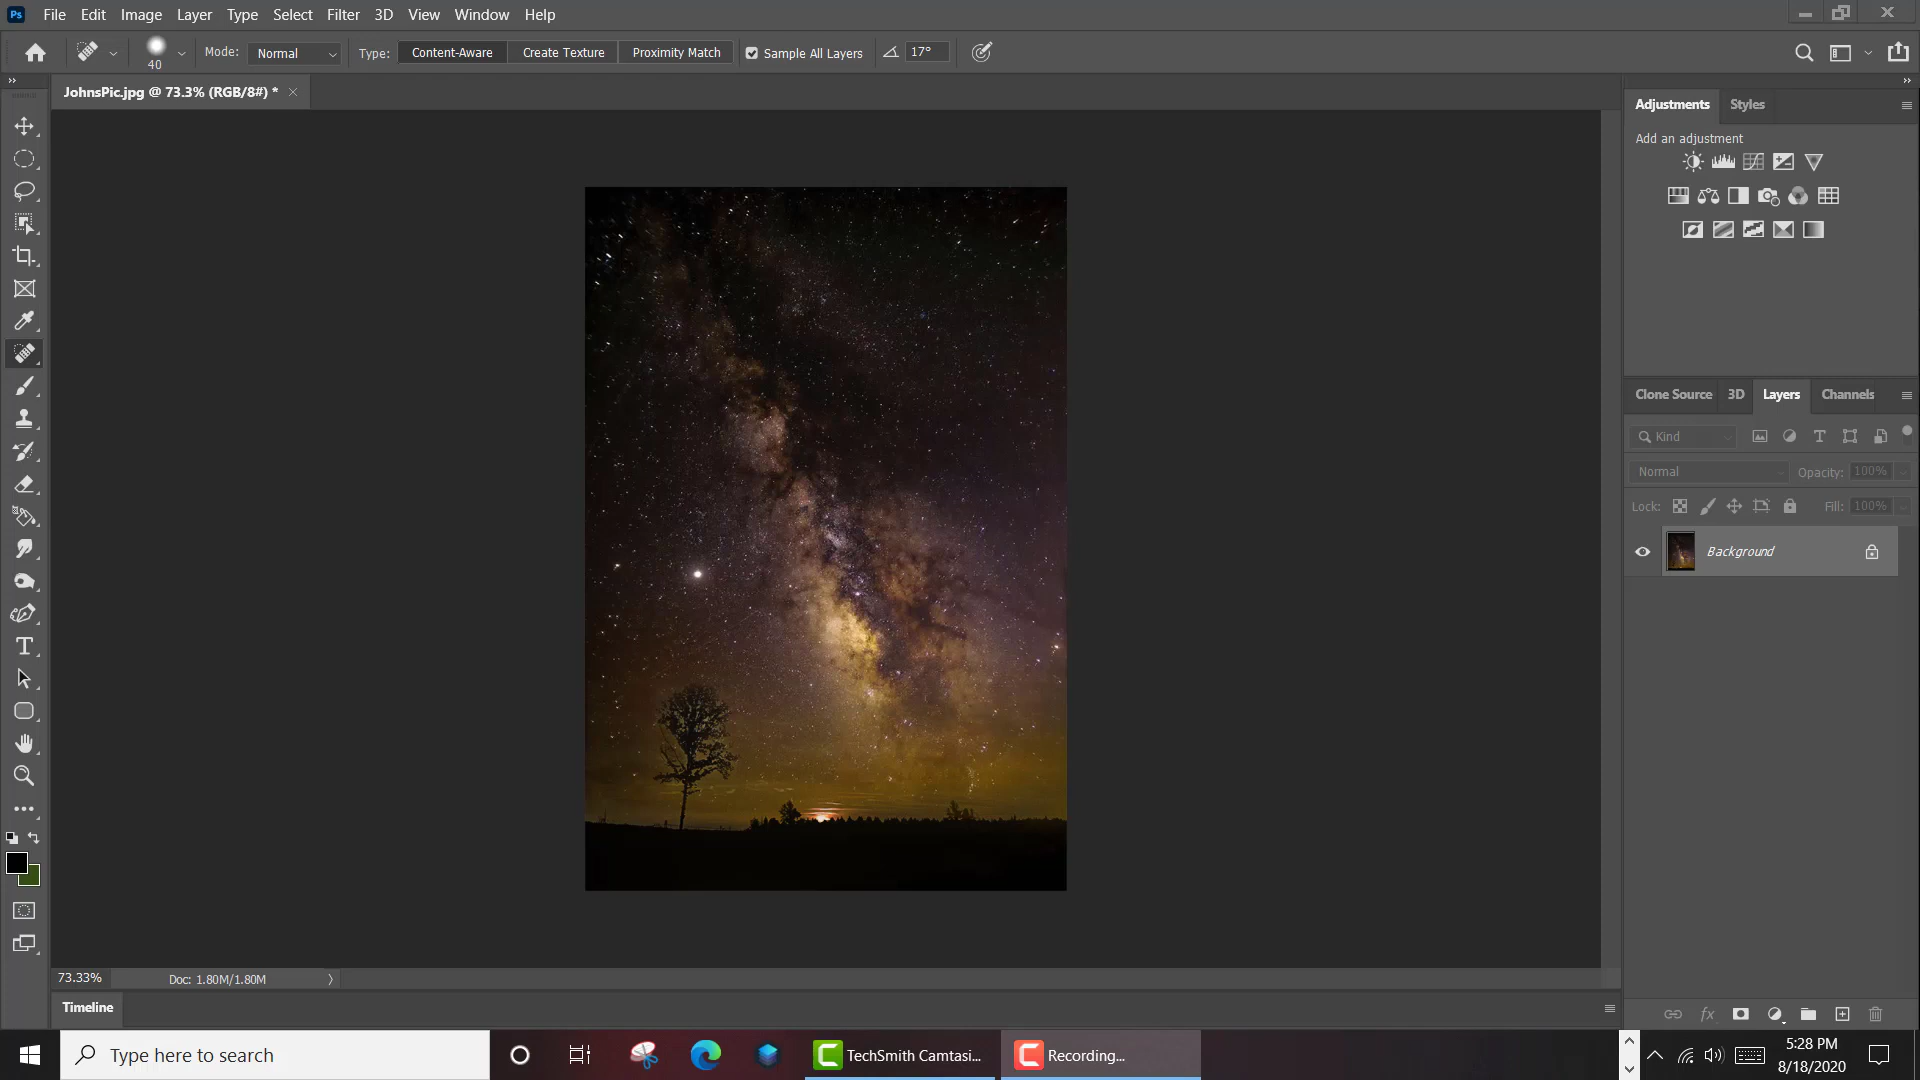 Ps File Edit Image Layer Type Select Filter 3D View Window Help
40 Mode: Normal Type: Content-Aware Create Texture Proximity Match Sample All Layers 17°
JohnsPic.jpg @ 73.3% (RGB/8#) *
Adjustments Styles
Add an adjustment
Clone Source 3D Layers Channels
Kind
Normal Opacity: 100%
Lock: Fill: 100%
Background
73.33% Doc: 1.80M/1.80M
Timeline
Type here to search
TechSmith Camtasi...
Recording...
5:28 PM
8/18/2020